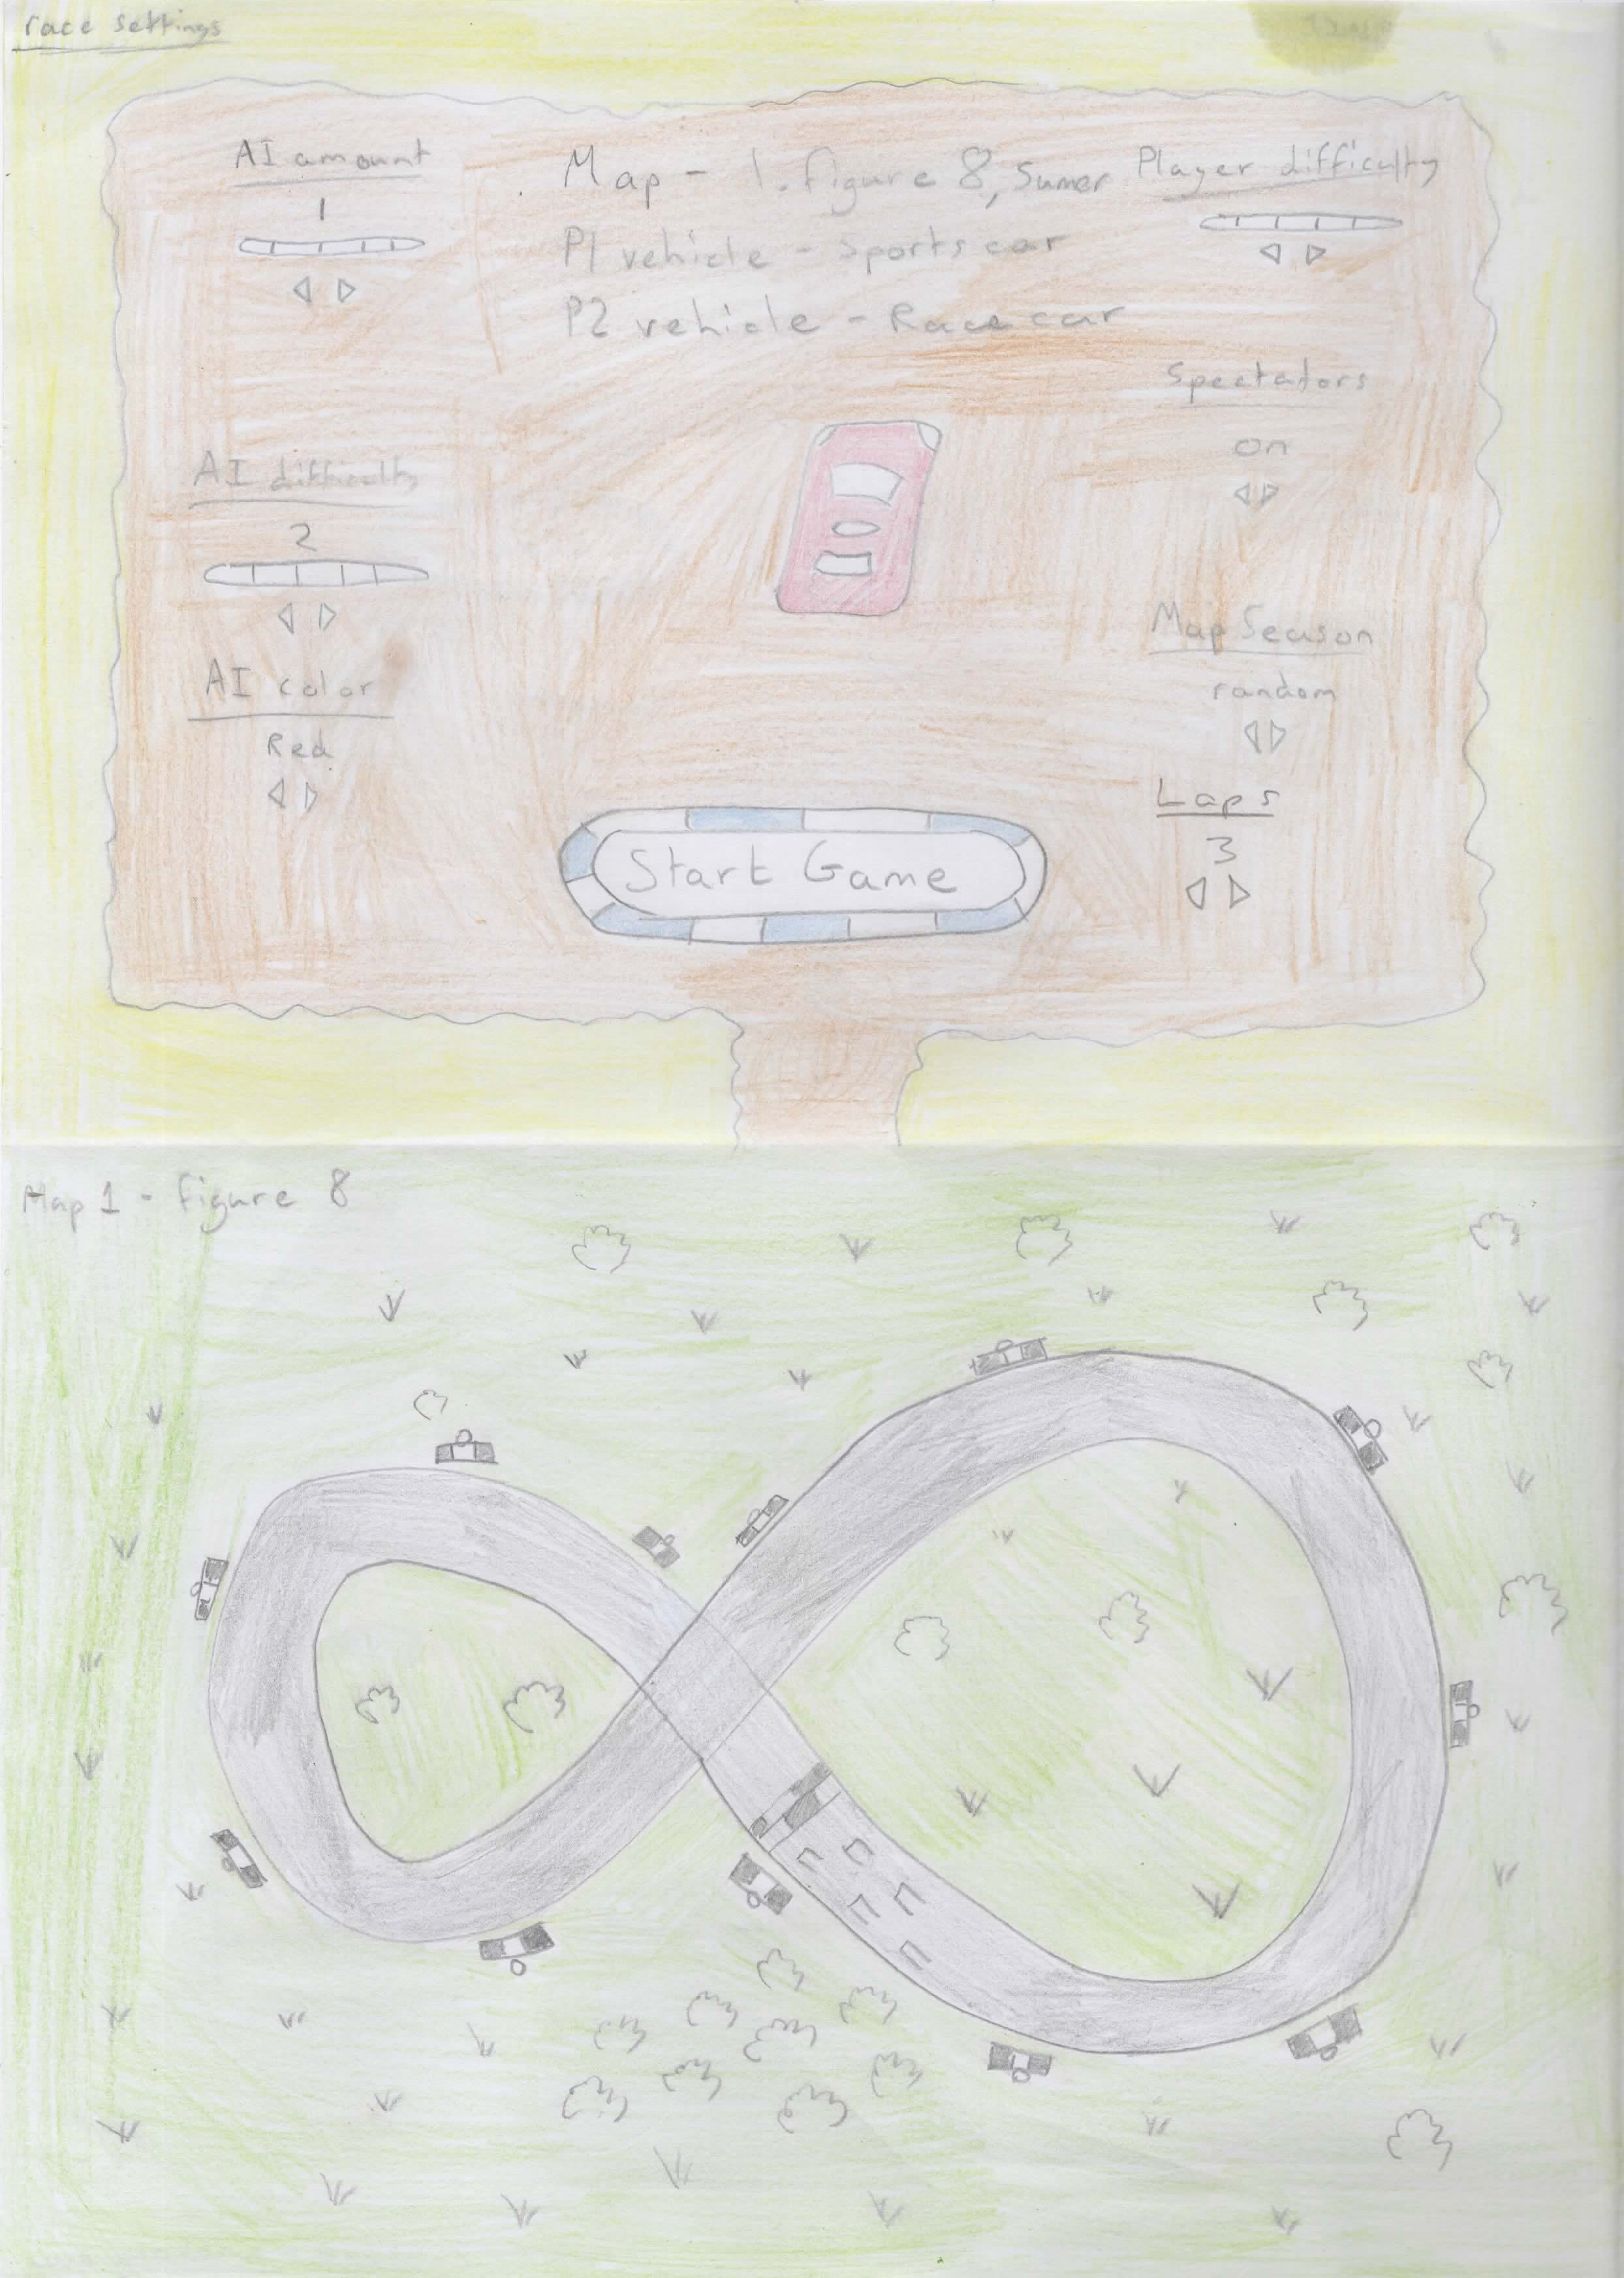 race settings
AI amount
1
Map - 1. figure 8, Sumer
P1 vehicle - Sports car
P2 vehicle - Race car
Player difficulty
Spectators
on
AI difficulty
2
Map Season
random
AI color
Red
Laps
3
Start Game
Map 1 - figure 8